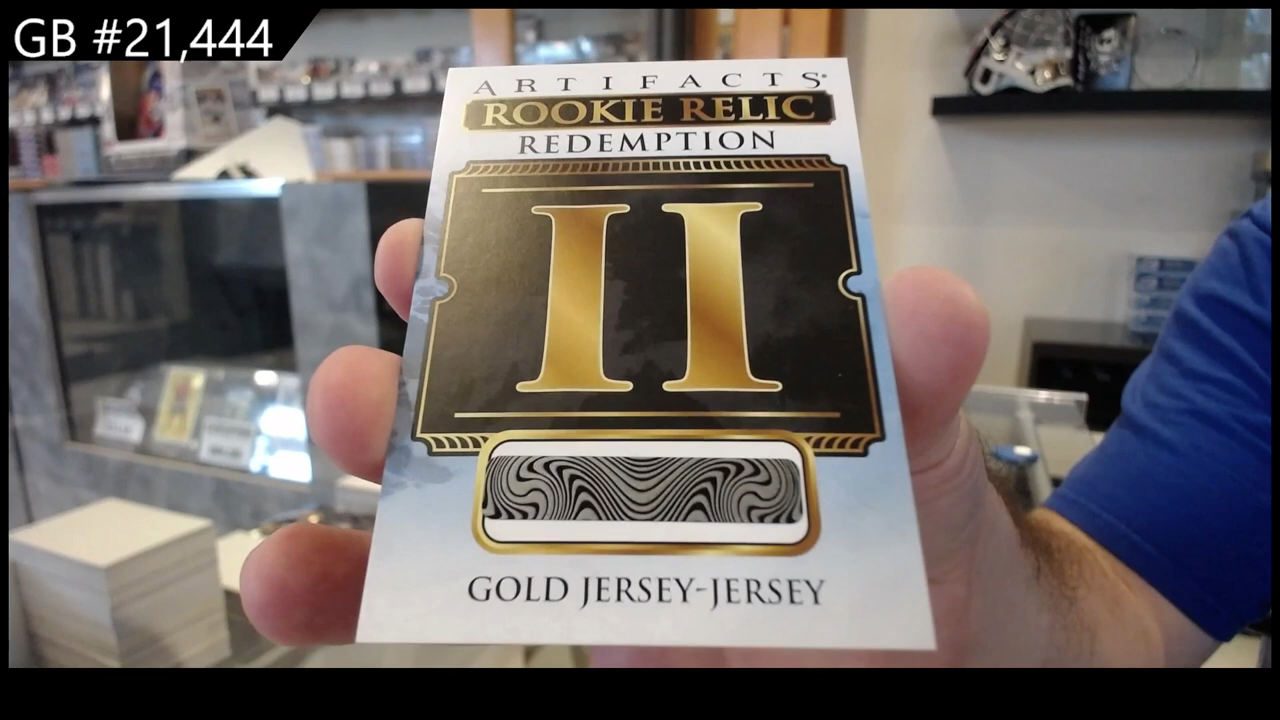 GB #21,444
ARTIFACTS
ROOKIE RELIC
REDEMPTION
II
GOLD JERSEY-JERSEY